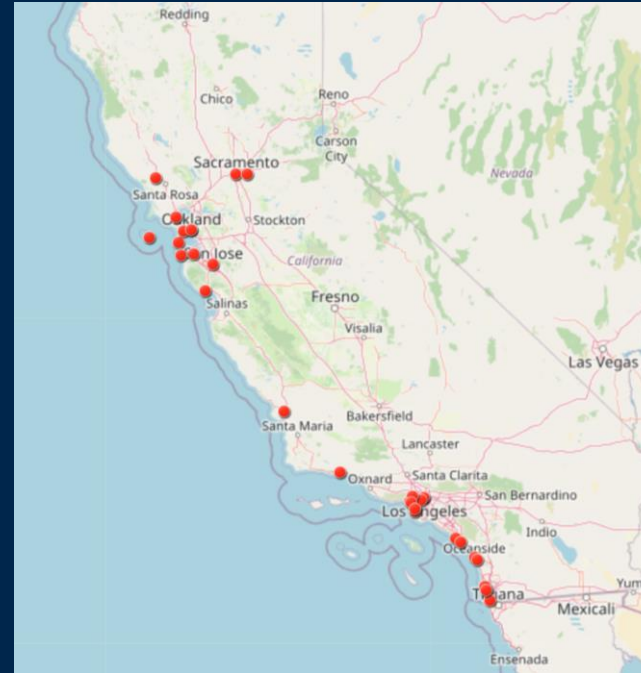 Redding
Chico
Reno
Carson
City
Sacramento
Nevada
Santa Rosa
Oakland
Stockton
San Jose
California
Salinas
Fresno
Visalia
Las Vegas
Bakersfield
Santa Maria
Lancaster
Oxnard
Santa Clarita
San Bernardino
Los Angeles
Indio
Oceanside
Tijuana
Mexicali
Yum
Ensenada